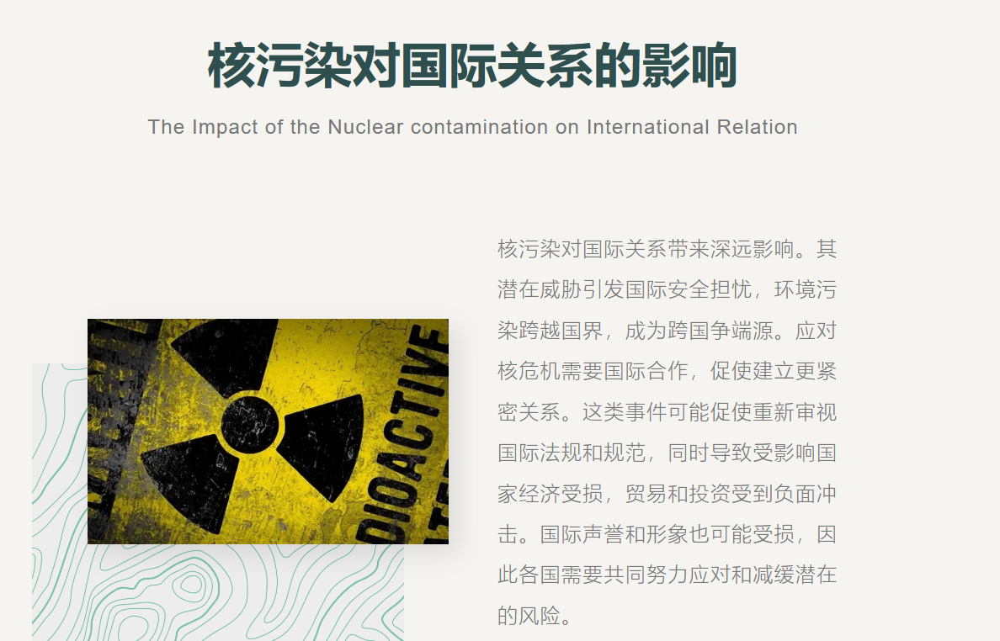 核污染对国际关系的影响
The Impact of the Nuclear contamination on International Relation
核污染对国际关系带来深远影响。其
潜在威胁引发国际安全担忧，环境污
染跨越国界，成为跨国争端源。应对
核危机需要国际合作，促使建立更紧
密关系。这类事件可能促使重新审视
国际法规和规范，同时导致受影响国
家经济受损，贸易和投资受到负面冲
击。国际声誉和形象也可能受损，因
此各国需要共同努力应对和减缓潜在
的风险。
DIOACTIVE